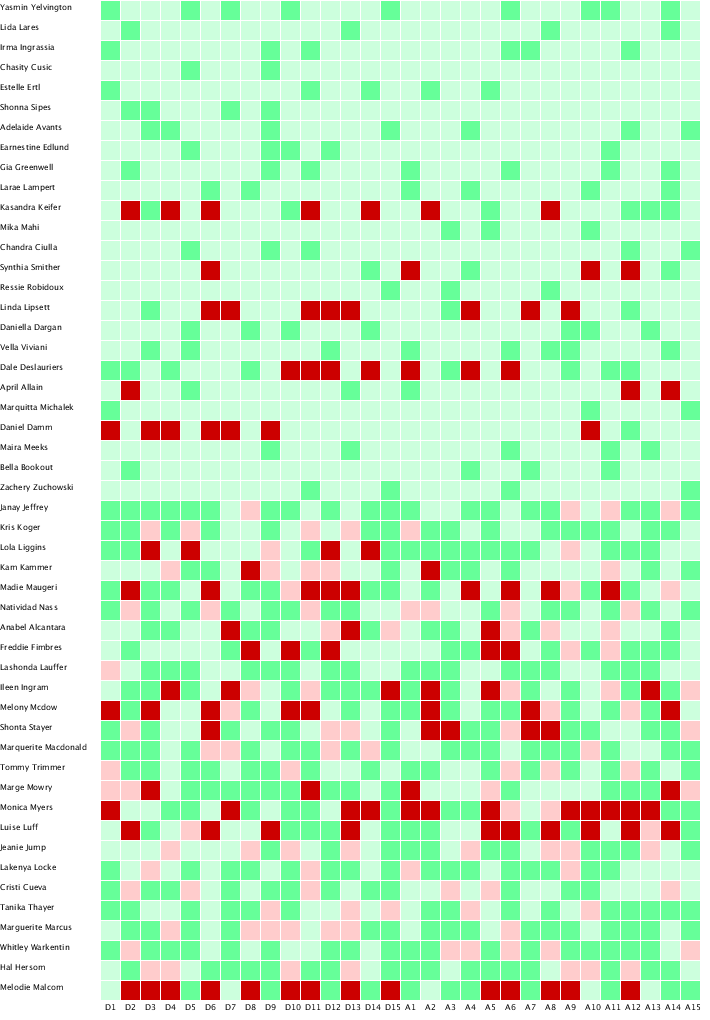 Yasmin Yelvington
Lida Lares
Irma Ingrassia
Chasity Cusic
Estelle Ertl
Shonna Sipes
Adelaide Avants
Earnestine Edlund
Gia Greenwell
Larae Lampert
Kasandra Keifer
Mika Mahi
Chandra Ciulla
Synthia Smither
Ressie Robidoux
Linda Lipsett
Daniella Dargan
Vella Viviani
Dale Deslauriers
April Allain
Marquitta Michalek
Daniel Damm
Maira Meeks
Bella Bookout
Zachery Zuchowski
Janay Jeffrey
Kris Koger
Lola Liggins
Kam Kammer
Madie Maugeri
Natividad Nass
Anabel Alcantara
Freddie Fimbres
Lashonda Lauffer
Ileen Ingram
Melony Mcdow
Shonta Stayer
Marguerite Macdonald
Tommy Trimmer
Marge Mowry
Monica Myers
Luise Luff
Jeanie Jump
Lakenya Locke
Cristi Cueva
Tanika Thayer
Marguerite Marcus
Whitley Warkentin
Hal Hersom
Melodie Malcom
D1 D2 D3 D4 D5 D6 D7 D8 D9 D10 D11 D12 D13 D14 D15 A1 A2 A3 A4 A5 A6 A7 A8 A9 A10 A11 A12 A13 A14 A15